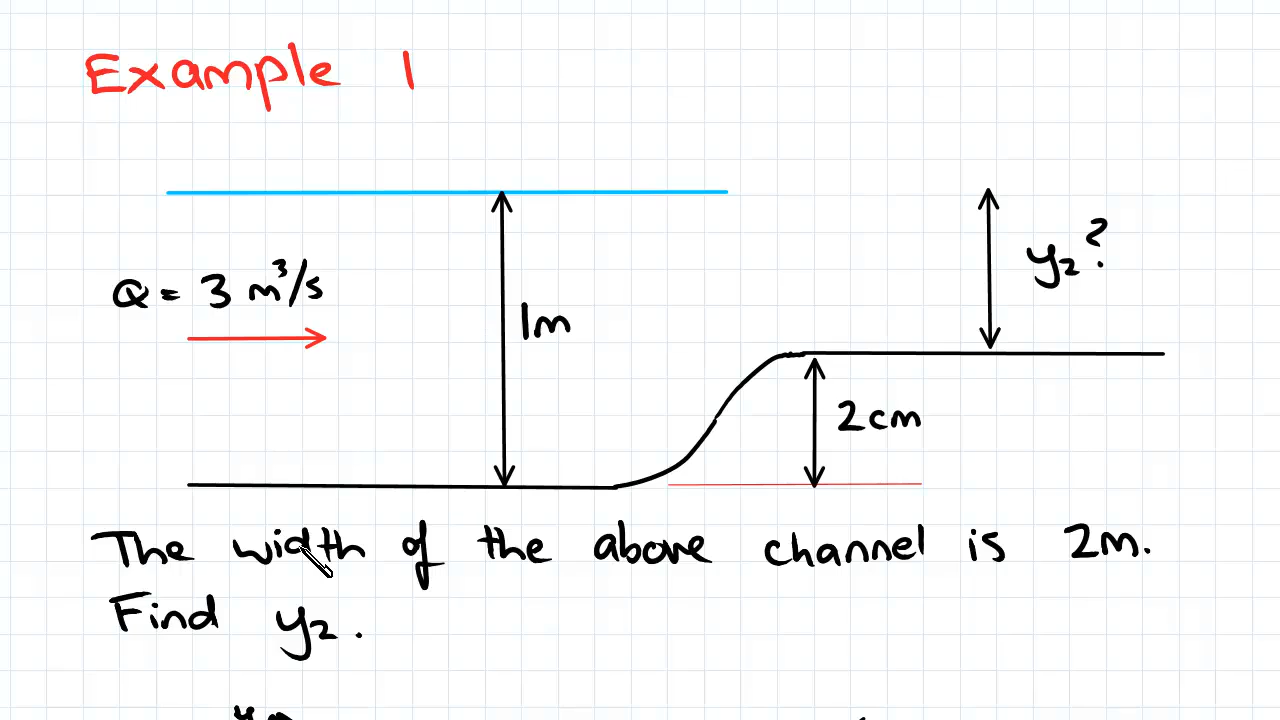 Example 1
y₂?
Q = 3 m³/s
1m
2cm
The width of the above channel is 2m.
Find y₂.